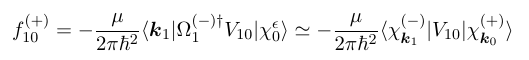 $f_{10}^{(+)} = -\frac{\mu}{2\pi\hbar^2} \langle \boldsymbol{k}_1 | \Omega_1^{(-)\dagger} V_{10} | \chi_0^{\epsilon} \rangle \simeq -\frac{\mu}{2\pi\hbar^2} \langle \chi_{\boldsymbol{k}_1}^{(-)} | V_{10} | \chi_{\boldsymbol{k}_0}^{(+)} \rangle$